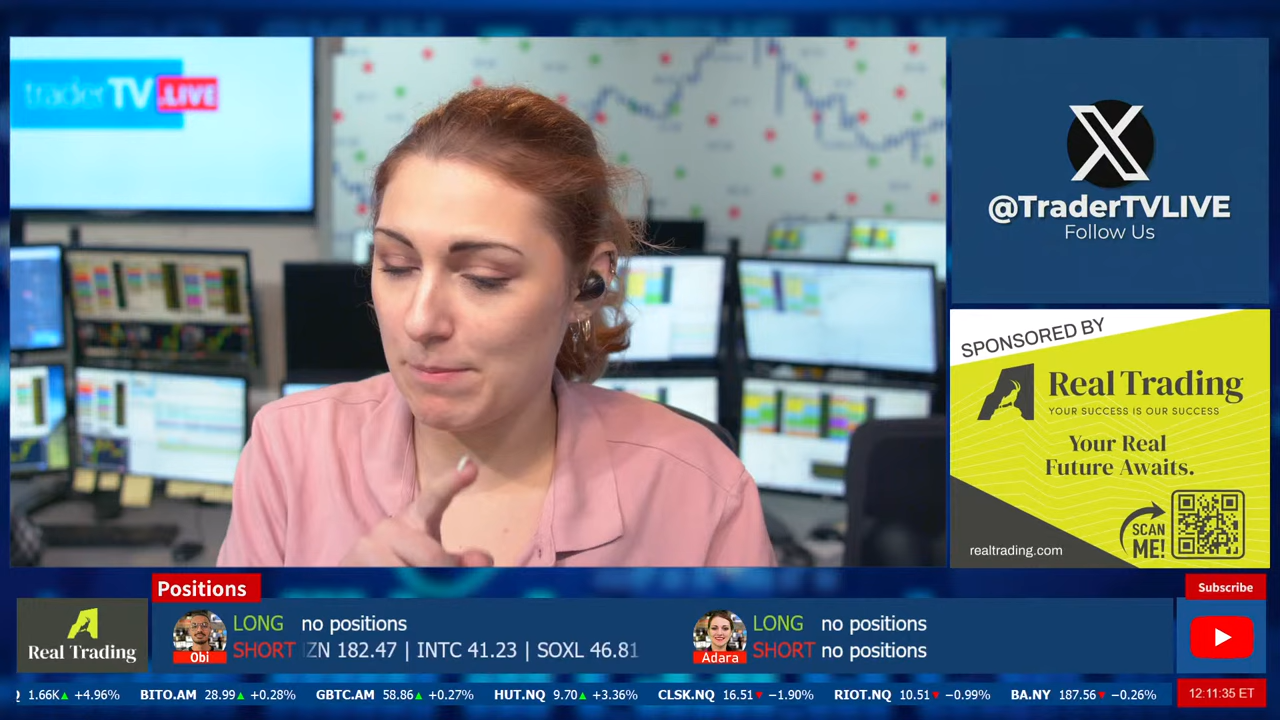 traderTV.LIVE
@TraderTVLIVE
Follow Us
SPONSORED BY
Real Trading
YOUR SUCCESS IS OUR SUCCESS
Your Real
Future Awaits.
SCAN
ME!
realtrading.com
Positions
Subscribe
Real Trading
Obi
LONG no positions
SHORT ZN 182.47 | INTC 41.23 | SOXL 46.81
Adara
LONG no positions
SHORT no positions
1.66K▲ +4.96% BITO.AM 28.99▲ +0.28% GBTC.AM 58.86▲ +0.27% HUT.NQ 9.70▲ +3.36% CLSK.NQ 16.51▼ −1.90% RIOT.NQ 10.51▼ −0.99% BA.NY 187.56▼ −0.26%
12:11:35 ET